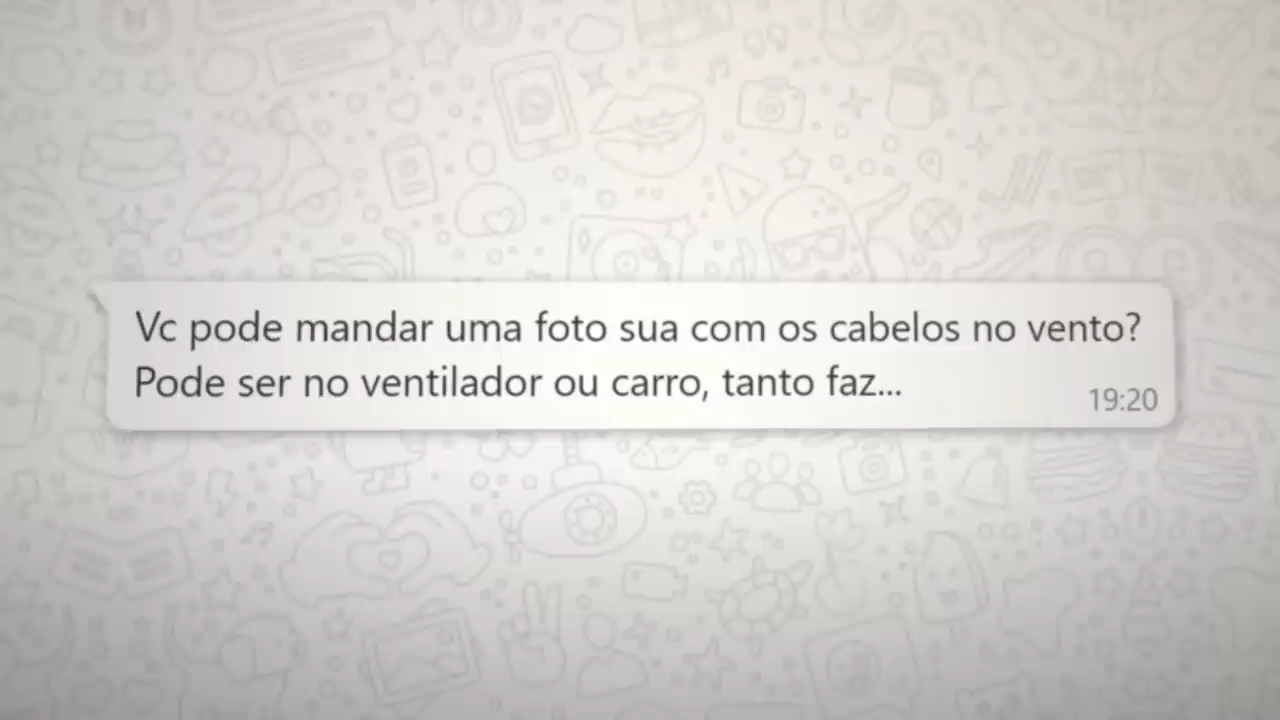 Vc pode mandar uma foto sua com os cabelos no vento?
Pode ser no ventilador ou carro, tanto faz...
19:20